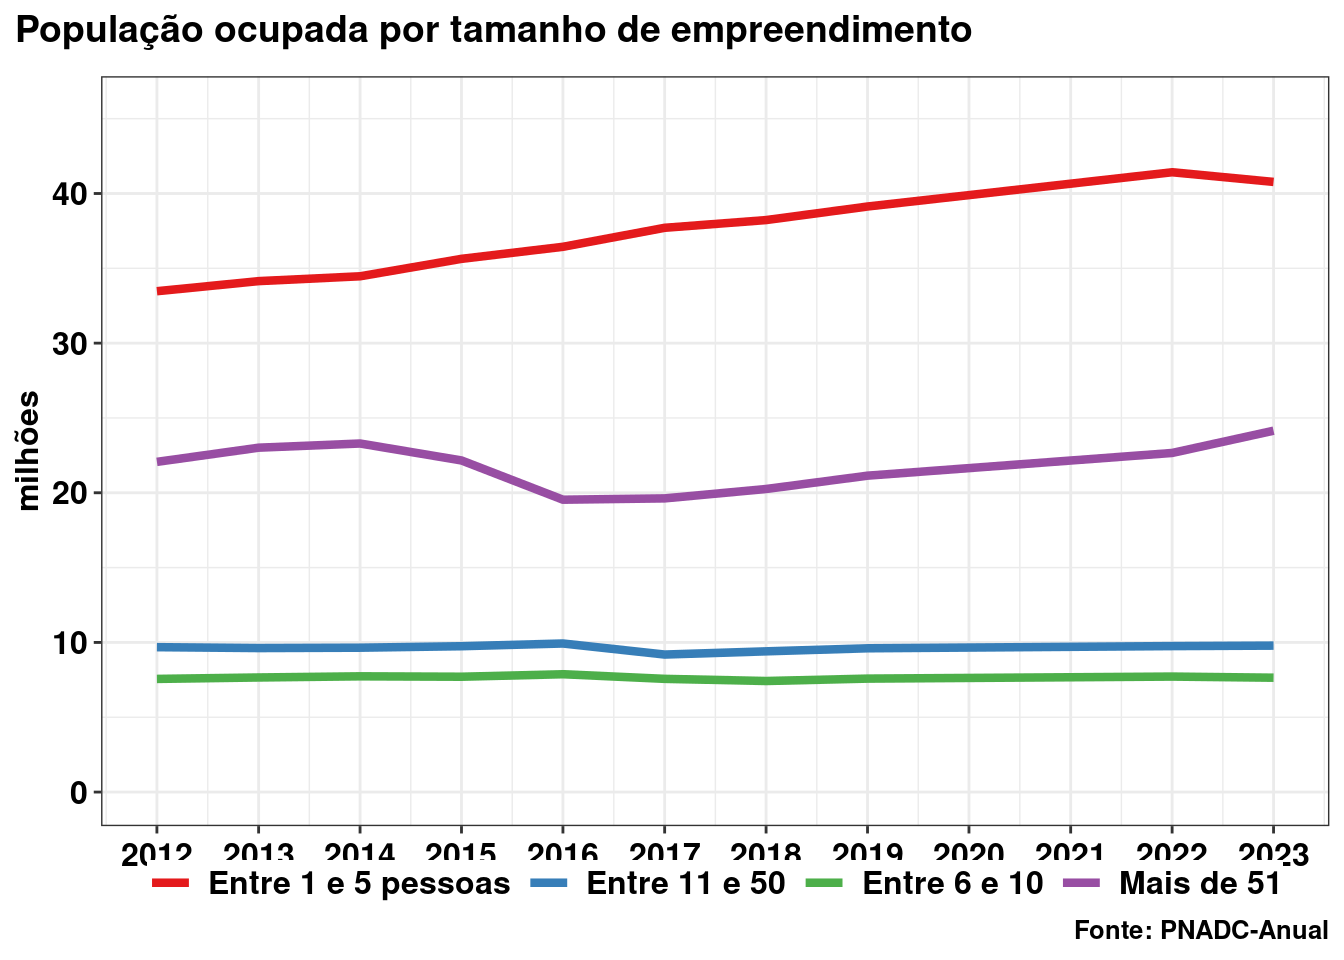 População ocupada por tamanho de empreendimento
milhões
40
30
20
10
0
2012 2013 2014 2015 2016 2017 2018 2019 2020 2021 2022 2023
Entre 1 e 5 pessoas Entre 11 e 50 Entre 6 e 10 Mais de 51
Fonte: PNADC-Anual